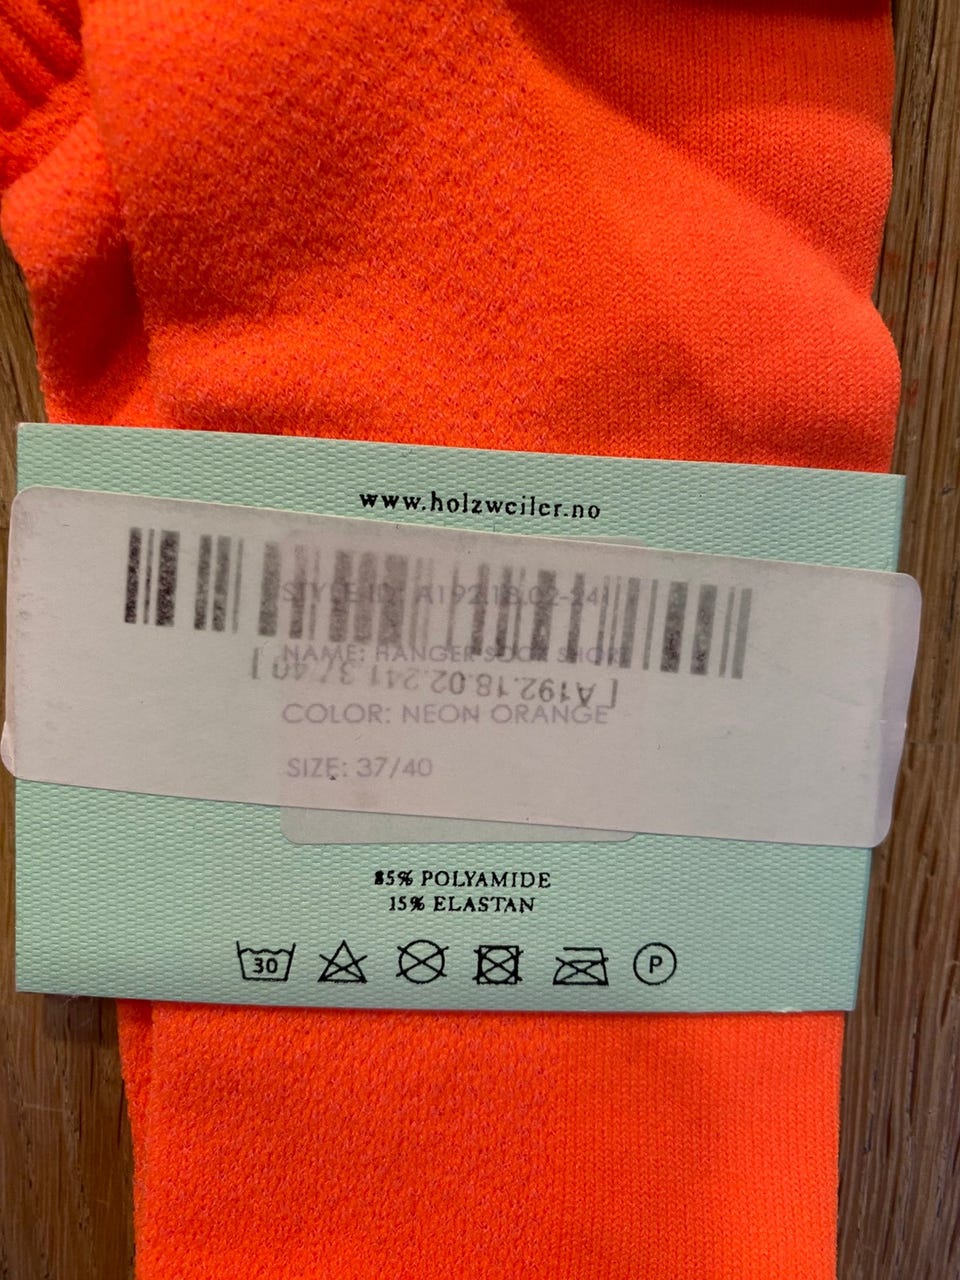 www.holzweiler.no
STYLE ID: A192.18.02-241
NAME: HANGER SOCK SHORT
[ A192.18.02.241.37/40 ]
COLOR: NEON ORANGE
SIZE: 37/40
85% POLYAMIDE
15% ELASTAN
30
P